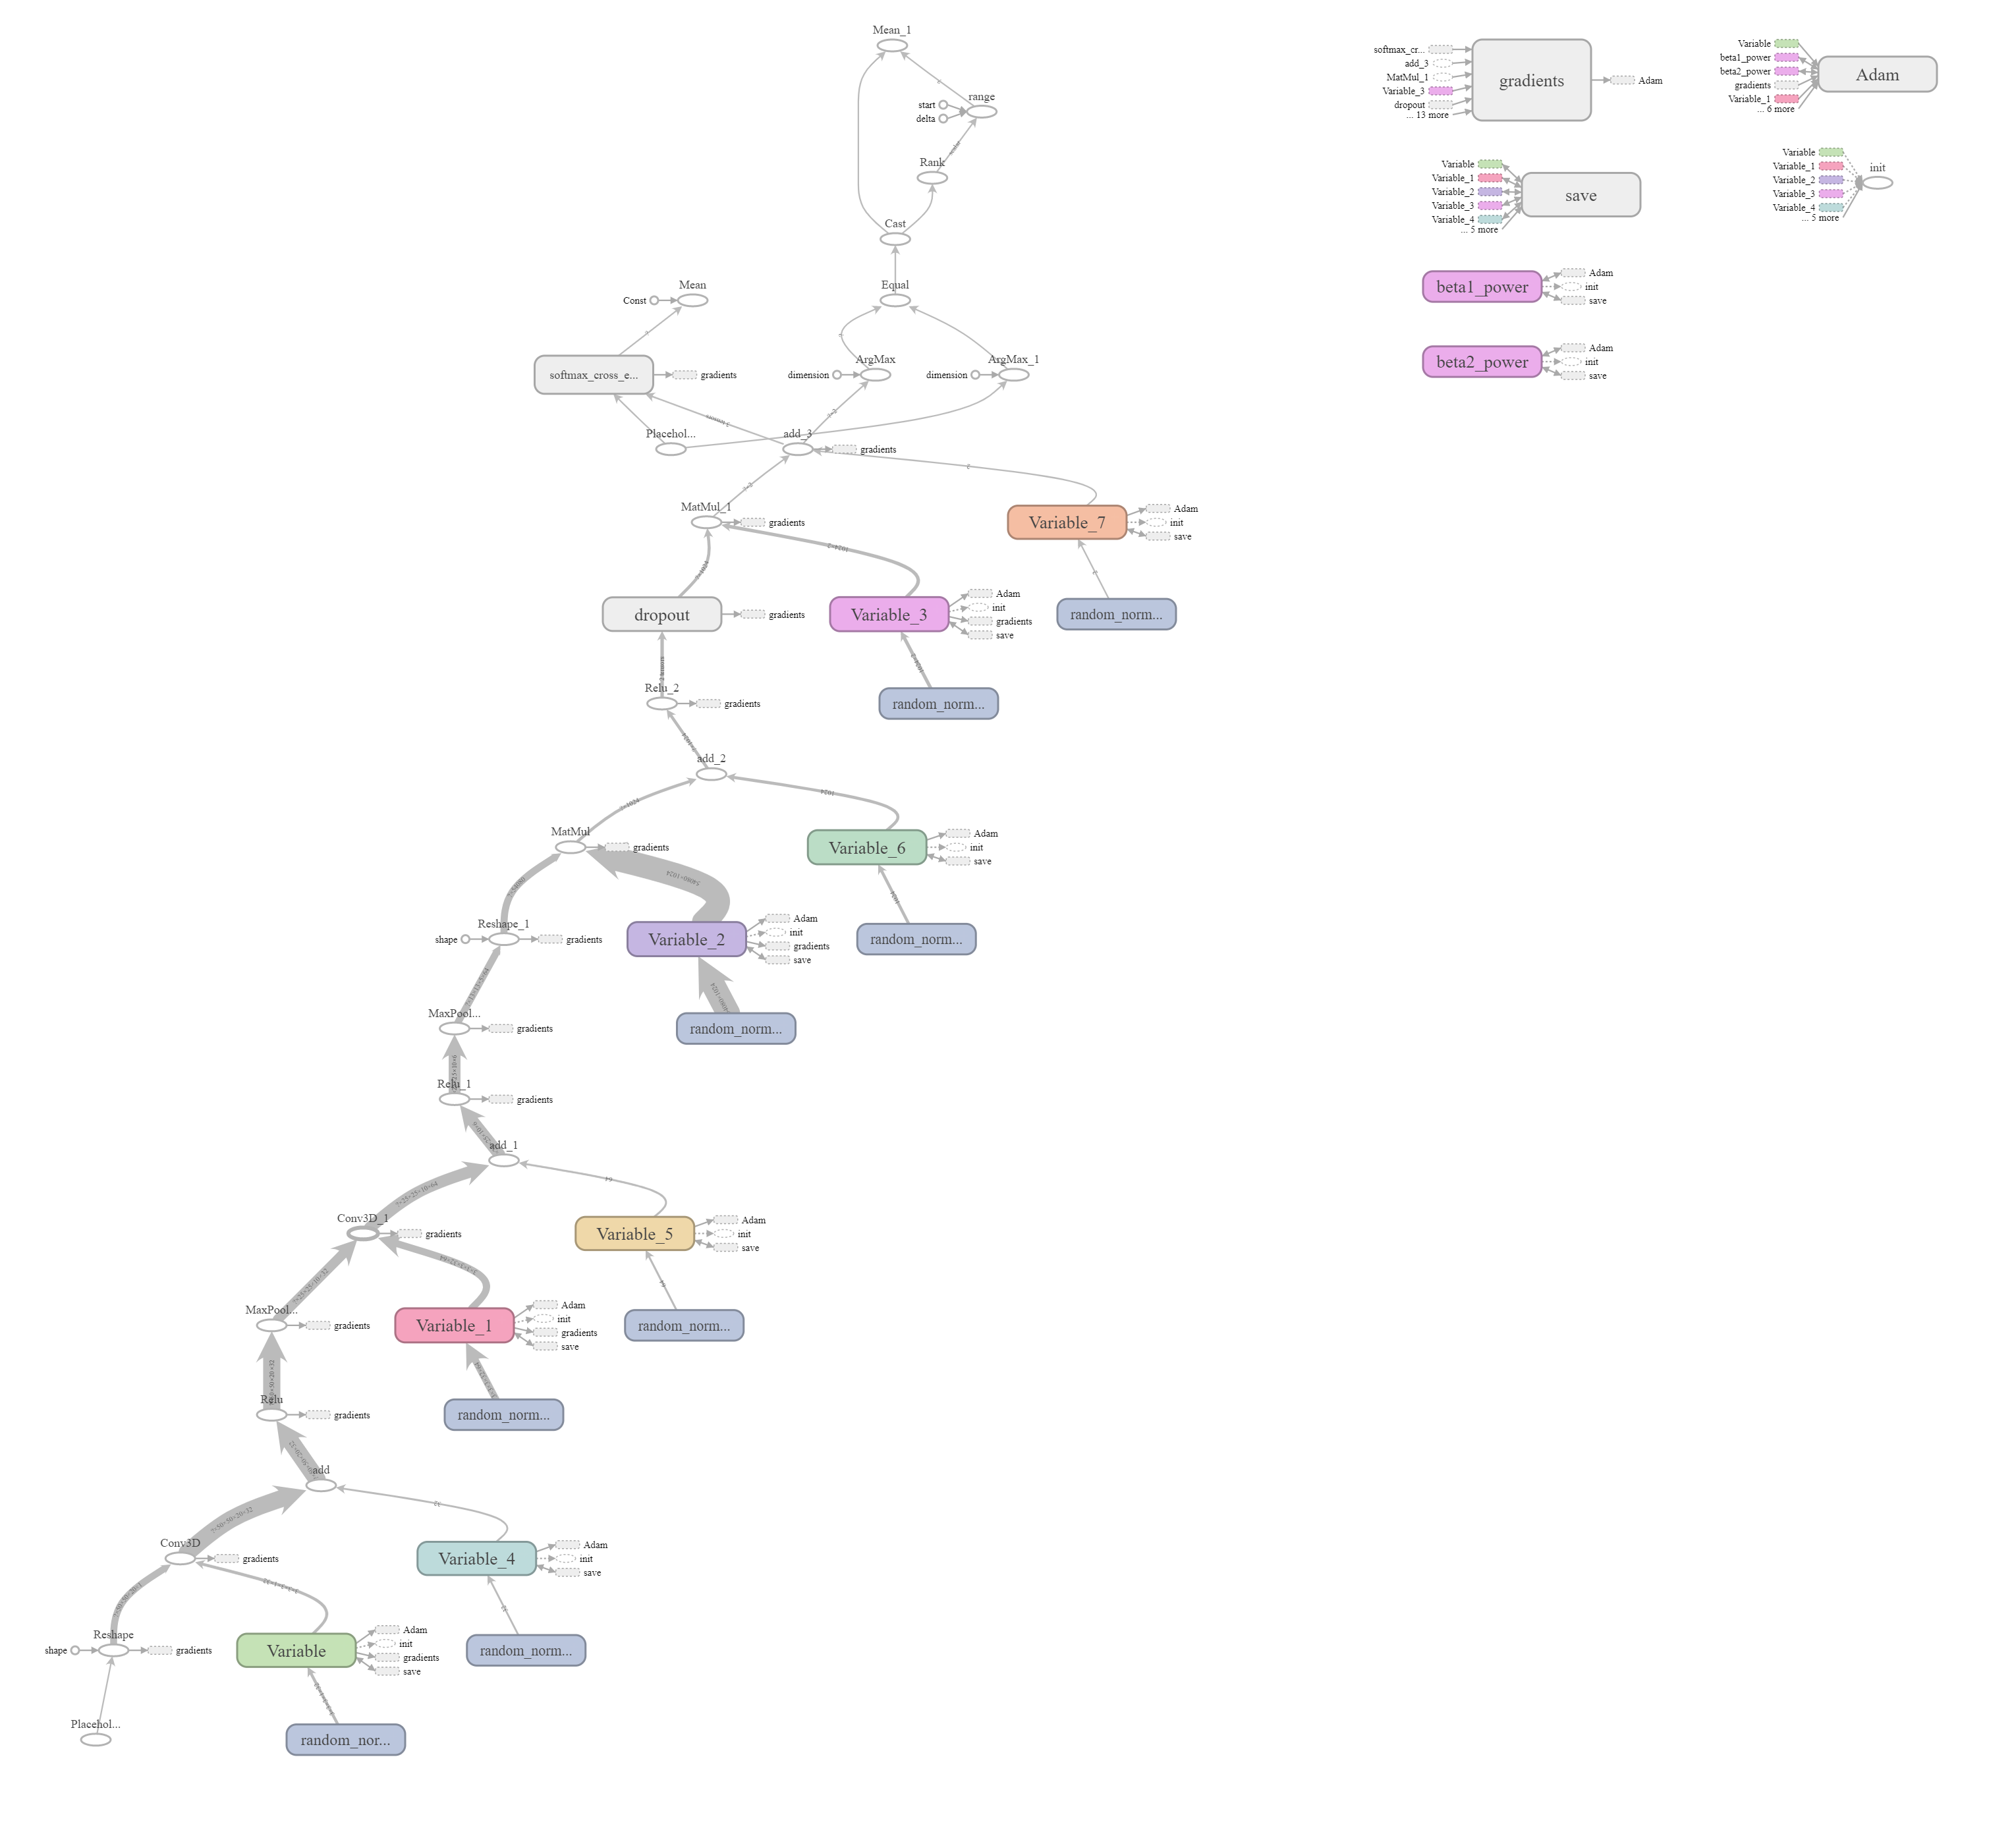 Mean_1
range
start
delta
Rank
Cast
Mean
Const
Equal
softmax_cross_e...
gradients
ArgMax
dimension
ArgMax_1
dimension
Placehol...
add_3
gradients
MatMul_1
gradients
Variable_7
Adam
init
save
dropout
gradients
Variable_3
Adam
init
gradients
save
random_norm...
Relu_2
gradients
random_norm...
add_2
1024
MatMul
gradients
Variable_6
Adam
init
save
Reshape_1
shape
gradients
Variable_2
Adam
init
gradients
save
random_norm...
MaxPool...
gradients
random_norm...
Relu_1
gradients
add_1
64
Conv3D_1
gradients
Variable_5
Adam
init
save
MaxPool...
gradients
Variable_1
Adam
init
gradients
save
random_norm...
Relu
gradients
random_norm...
add
Conv3D
gradients
Variable_4
Adam
init
save
Reshape
shape
gradients
Variable
Adam
init
gradients
save
random_norm...
Placehol...
random_nor...
softmax_cr...
add_3
MatMul_1
Variable_3
dropout
... 13 more
gradients
Adam
Variable
beta1_power
beta2_power
gradients
Variable_1
... 6 more
Adam
Variable
Variable_1
Variable_2
Variable_3
Variable_4
... 5 more
save
Variable
Variable_1
Variable_2
Variable_3
Variable_4
... 5 more
init
beta1_power
Adam
init
save
beta2_power
Adam
init
save